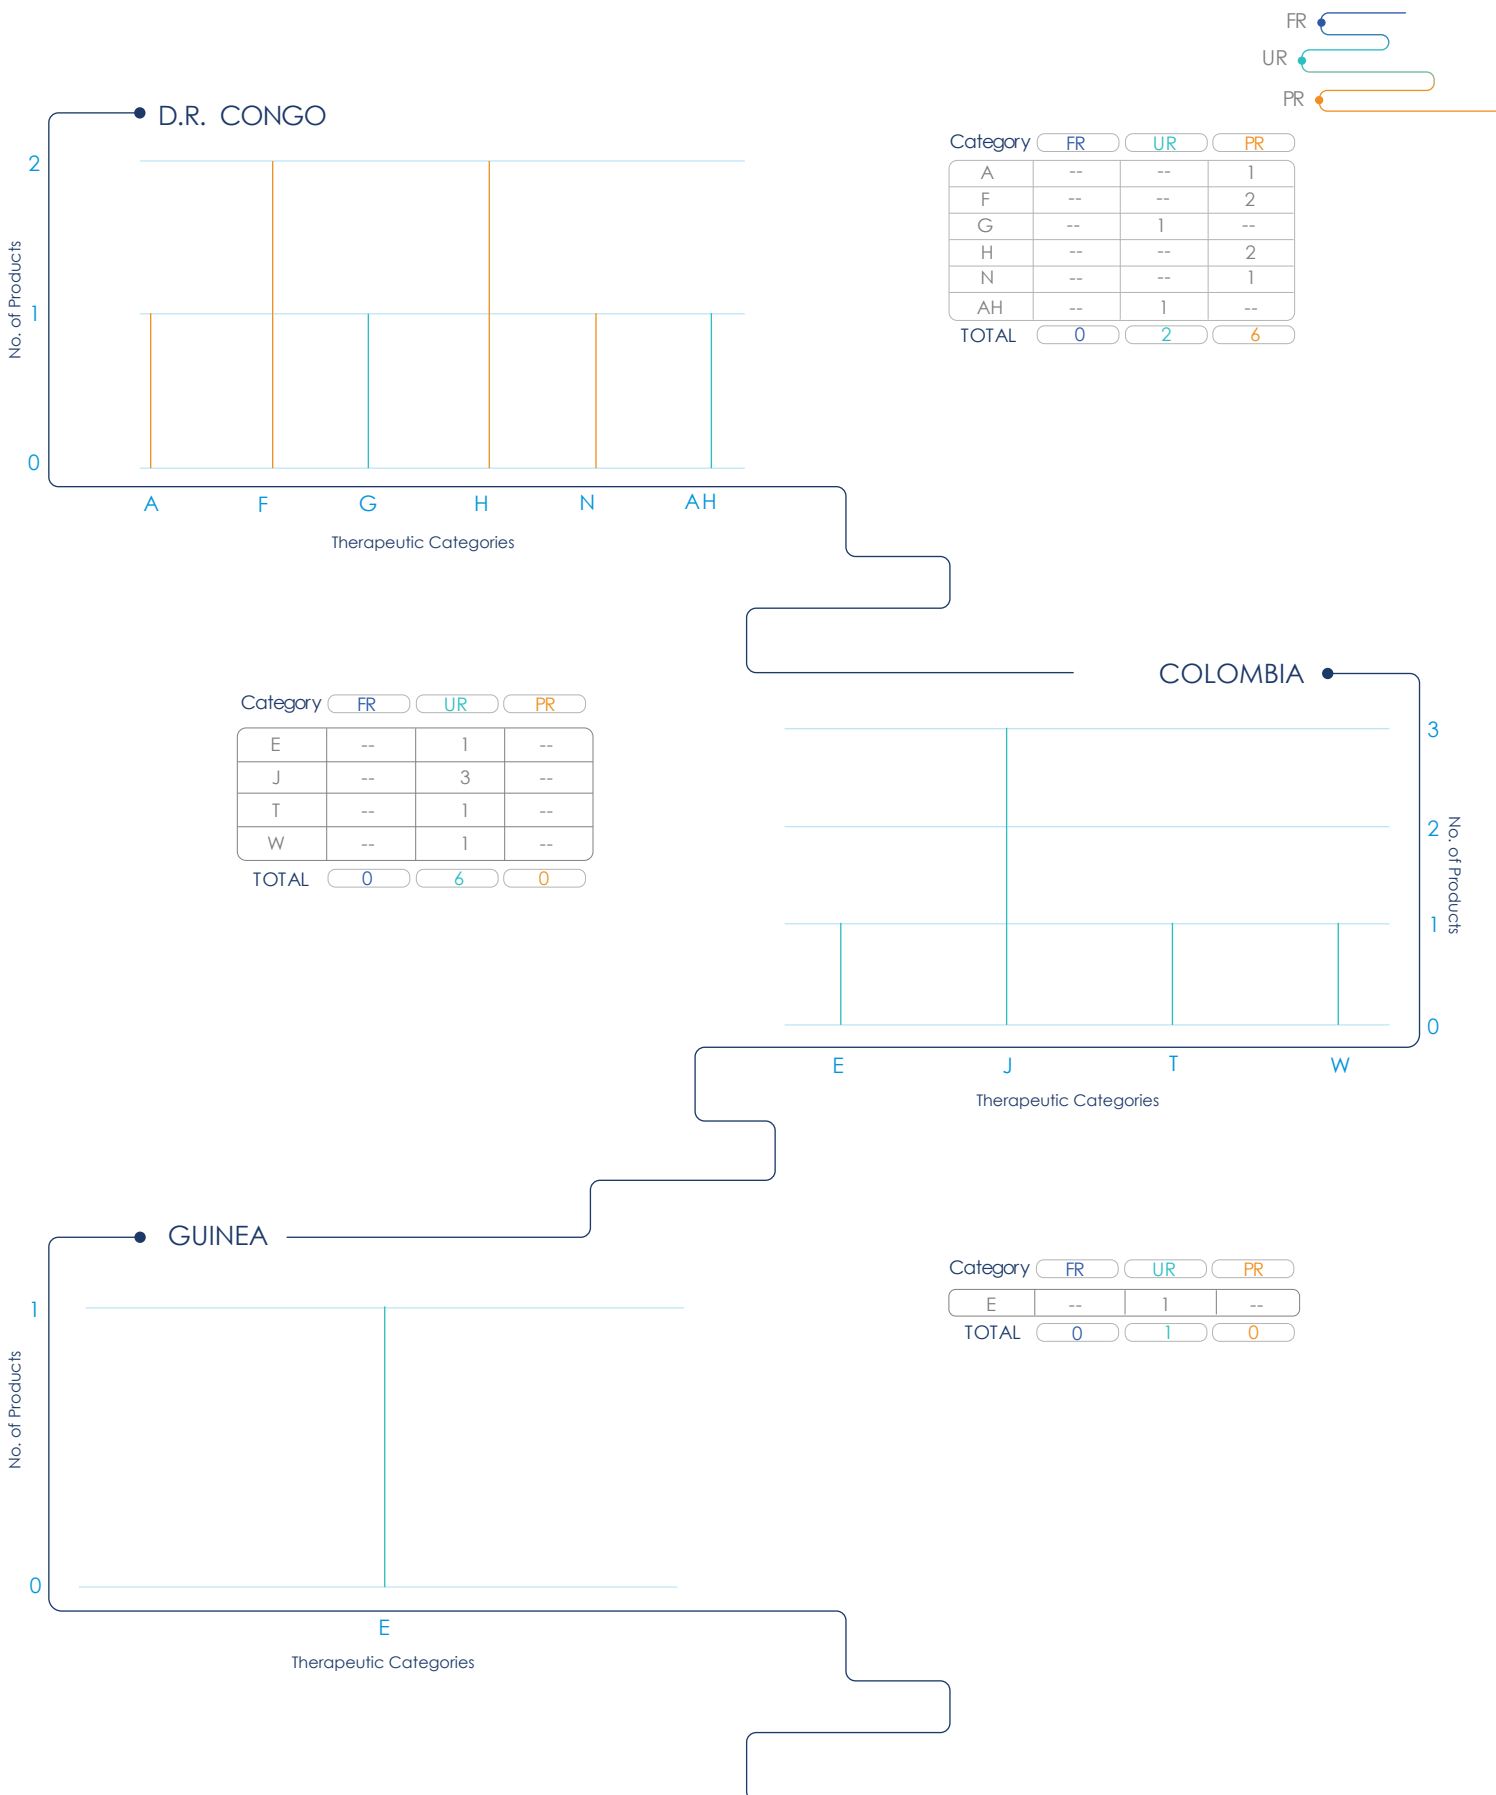 FR
UR
PR
D.R. CONGO
2
1
0
No. of Products
A F G H N AH
Therapeutic Categories
Category FR UR PR
A -- -- 1
F -- -- 2
G -- 1 --
H -- -- 2
N -- -- 1
AH -- 1 --
TOTAL 0 2 6
COLOMBIA
Category FR UR PR
E -- 1 --
J -- 3 --
T -- 1 --
W -- 1 --
TOTAL 0 6 0
3
2
1
0
No. of Products
E J T W
Therapeutic Categories
GUINEA
1
0
No. of Products
E
Therapeutic Categories
Category FR UR PR
E -- 1 --
TOTAL 0 1 0